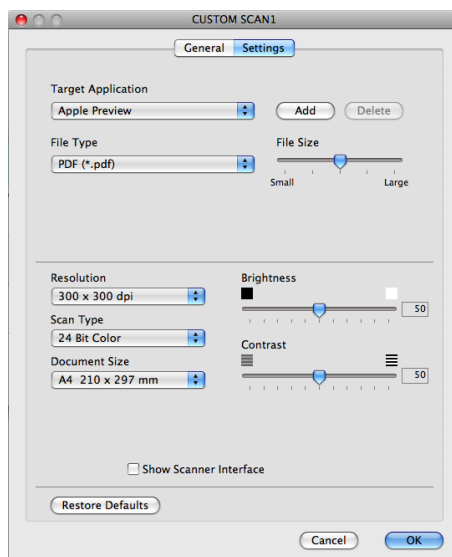 CUSTOM SCAN1
General Settings
Target Application
Apple Preview Add Delete
File Type File Size
PDF (*.pdf)
Small Large
Resolution Brightness
300 x 300 dpi 50
Scan Type
24 Bit Color Contrast
Document Size
A4 210 x 297 mm 50
Show Scanner Interface
Restore Defaults
Cancel OK